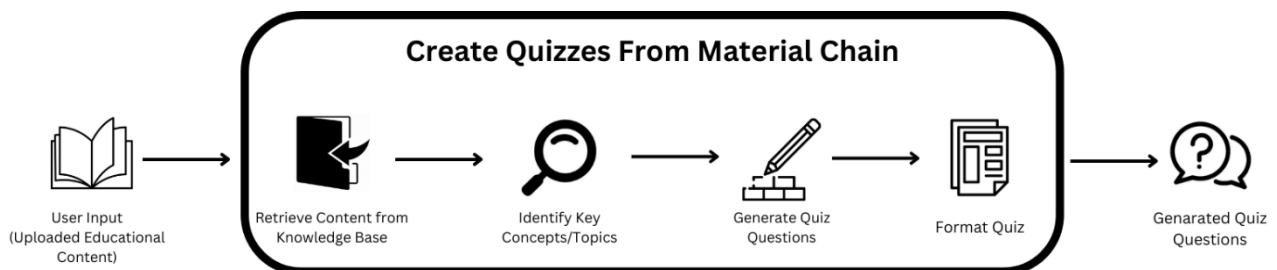 Create Quizzes From Material Chain
User Input
(Uploaded Educational
Content)
Retrieve Content from
Knowledge Base
Identify Key
Concepts/Topics
Generate Quiz
Questions
Format Quiz
Genarated Quiz
Questions
?